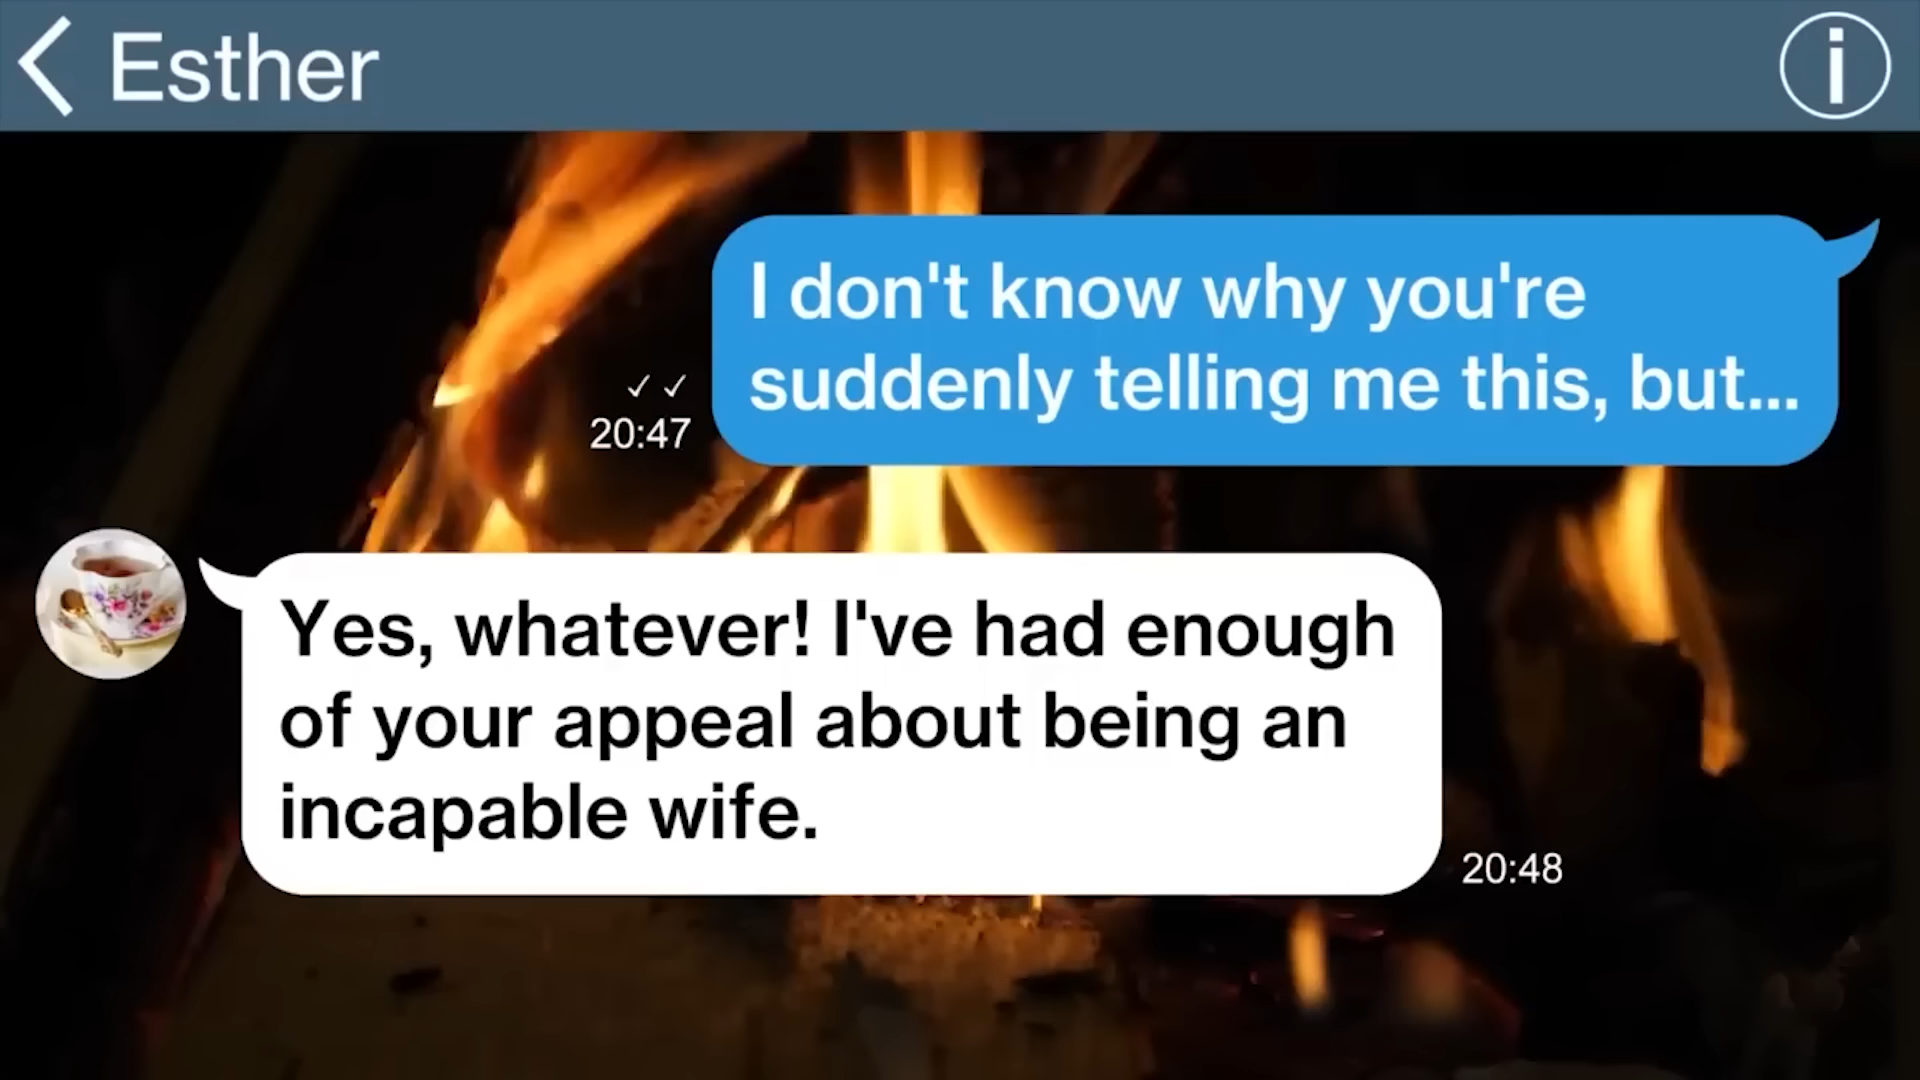 Esther
i
I don't know why you're
suddenly telling me this, but...
✓ ✓
20:47
Yes, whatever! I've had enough
of your appeal about being an
incapable wife.
20:48